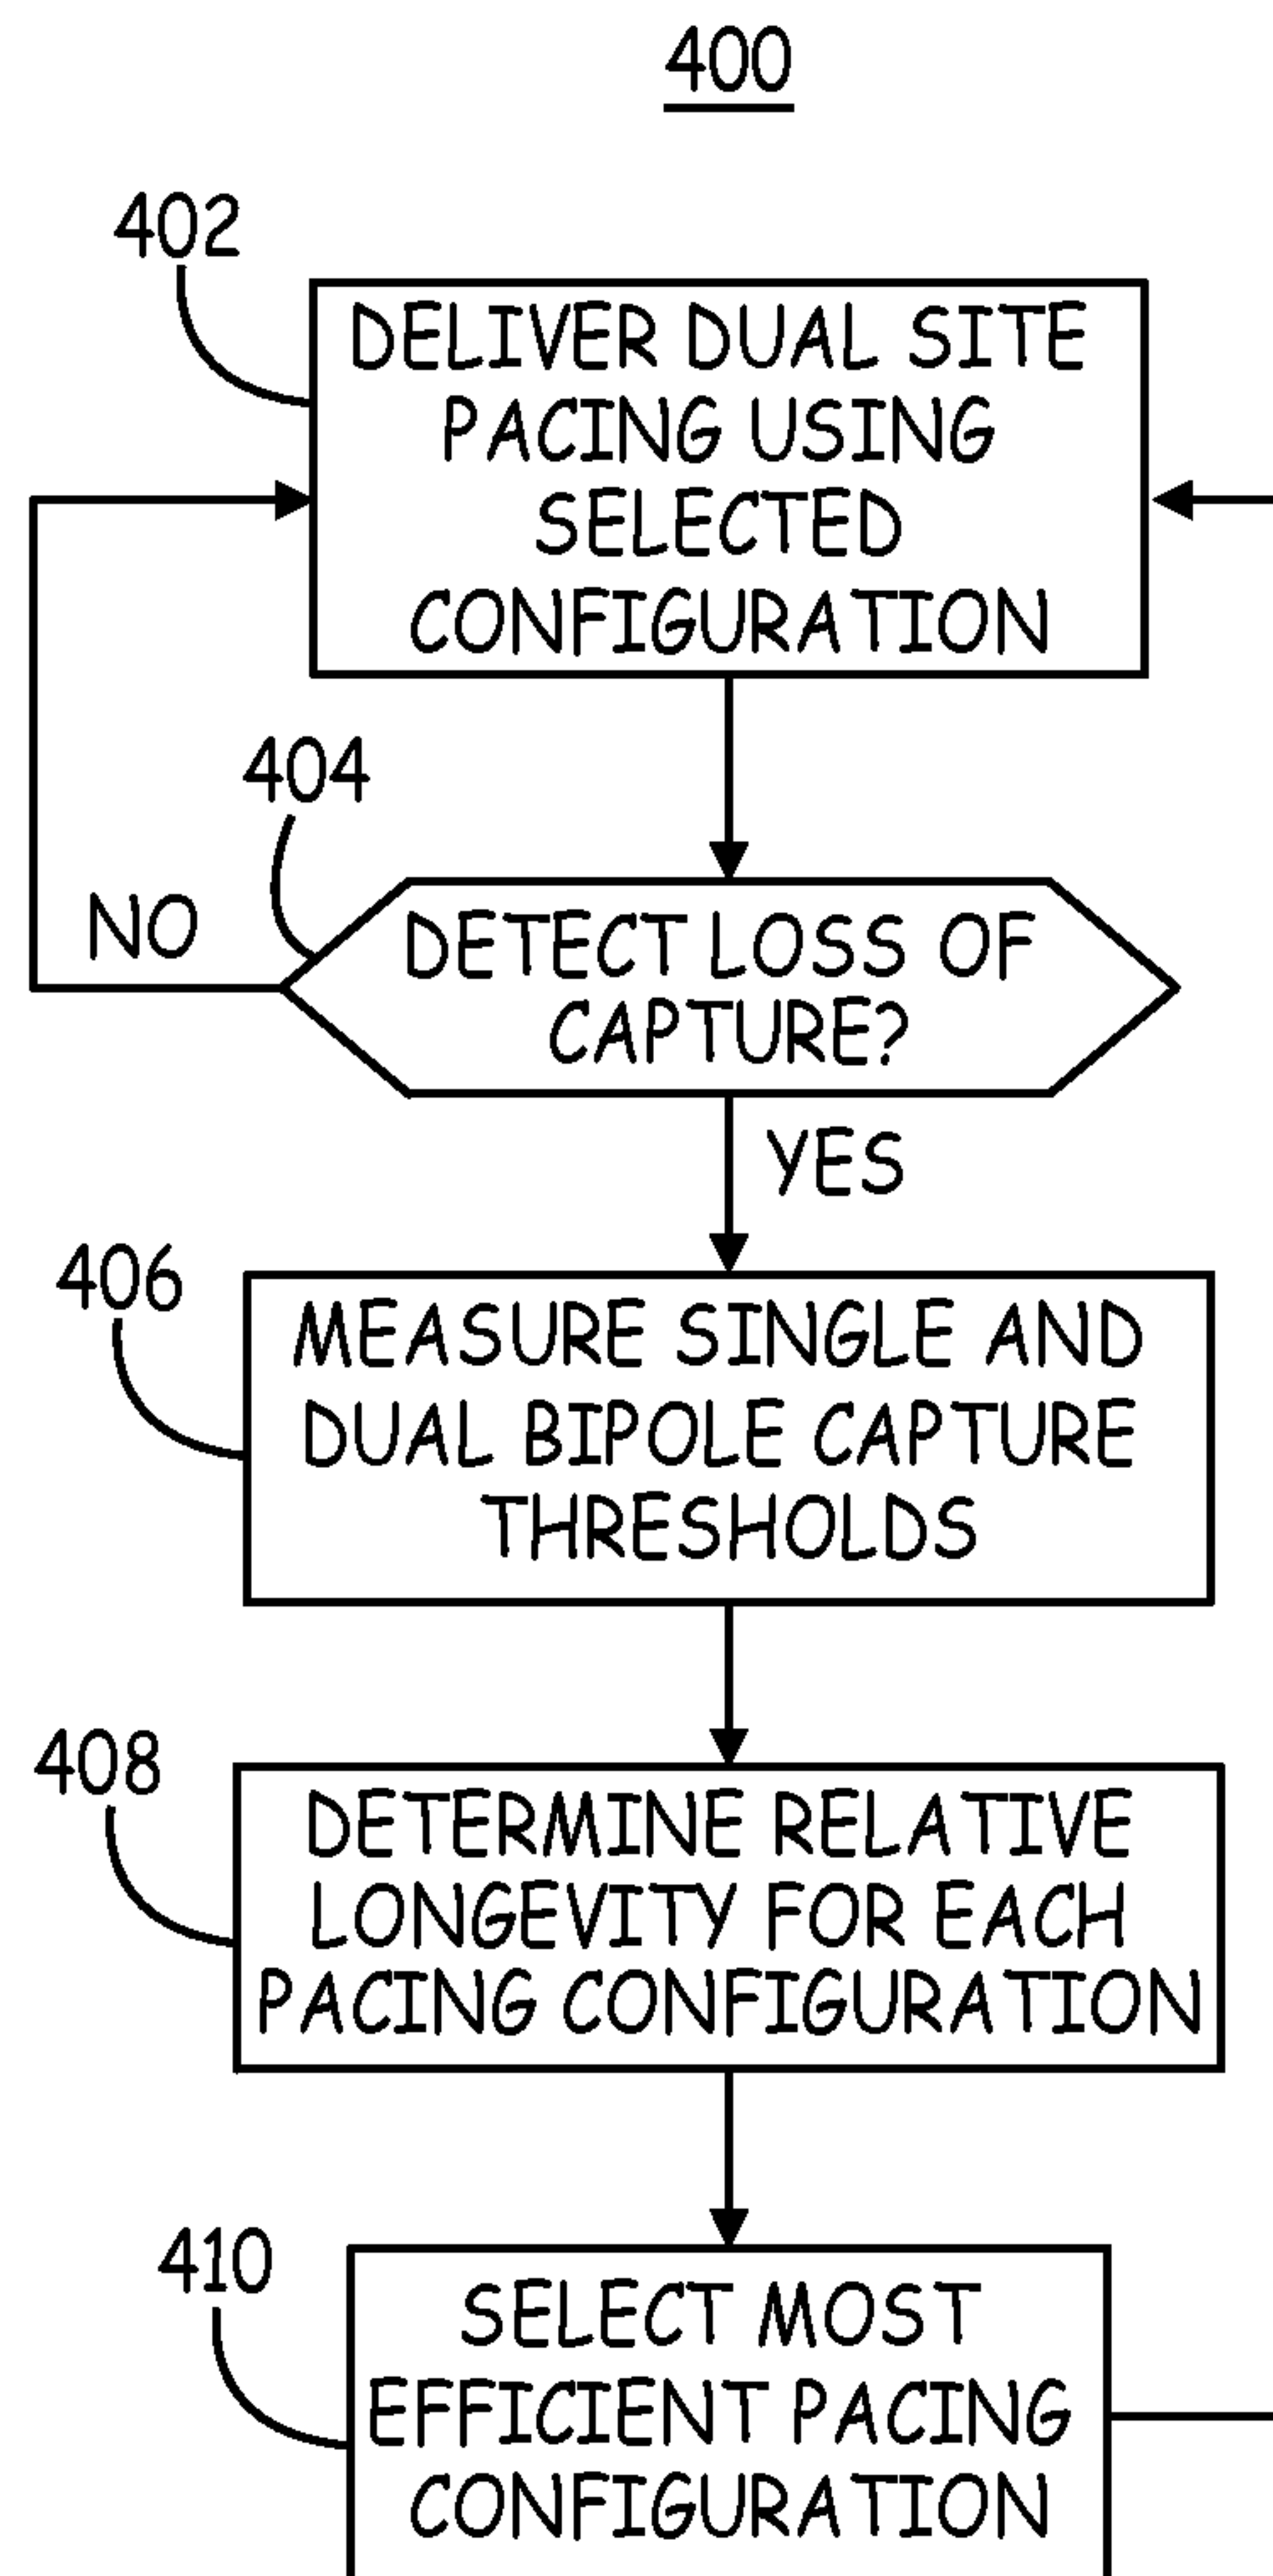 400
402
DELIVER DUAL SITE
PACING USING
SELECTED
CONFIGURATION
404
NO
DETECT LOSS OF
CAPTURE?
YES
406
MEASURE SINGLE AND
DUAL BIPOLE CAPTURE
THRESHOLDS
408
DETERMINE RELATIVE
LONGEVITY FOR EACH
PACING CONFIGURATION
410
SELECT MOST
EFFICIENT PACING
CONFIGURATION